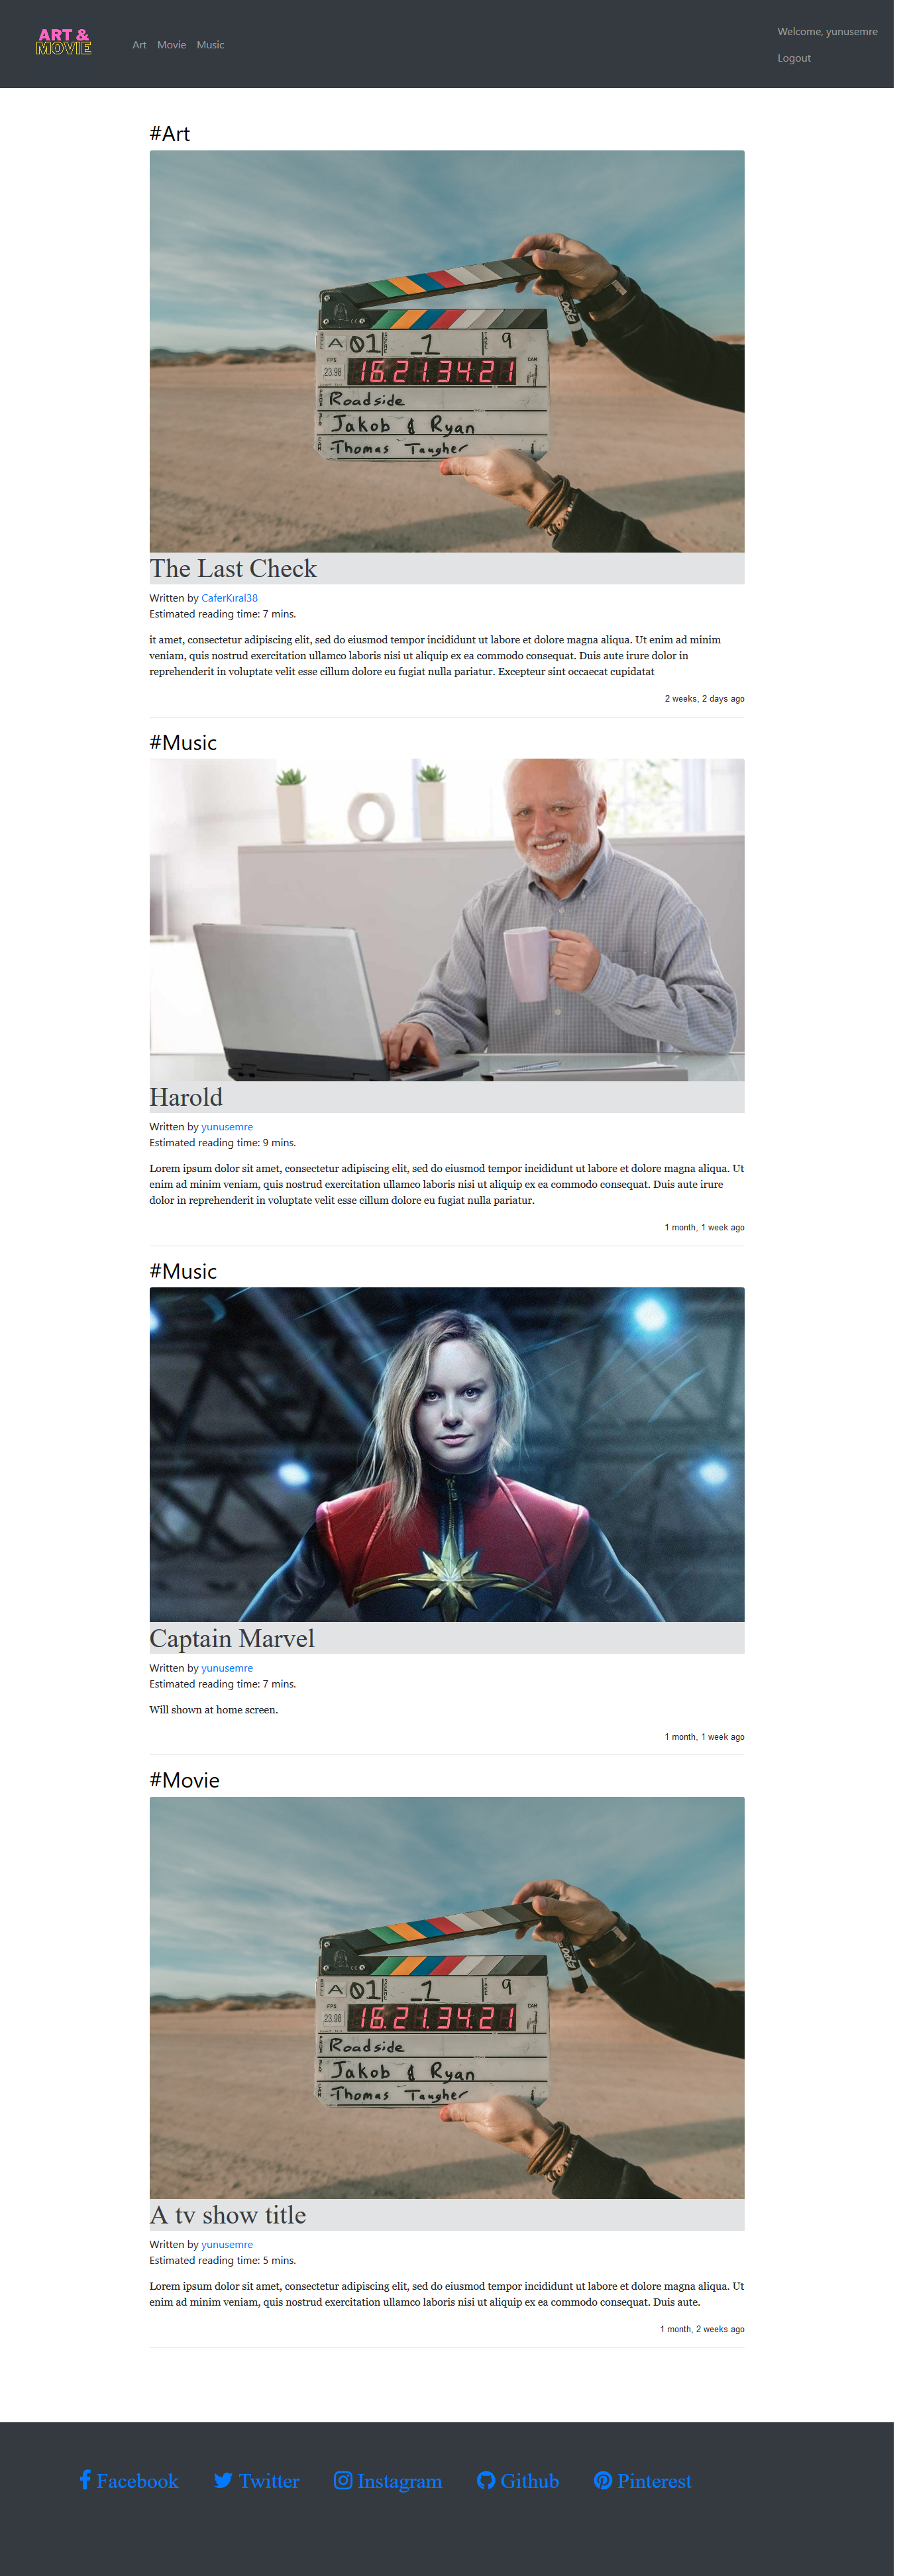 ART &
MOVIE
Art Movie Music
Welcome, yunusemre
Logout
#Art
A 01 1 9
FPS
CAM
23.98 16.21.34.21
Roadside
Jakob & Ryan
Thomas Taugher
The Last Check
Written by CaferKıral38
Estimated reading time: 7 mins.
it amet, consectetur adipiscing elit, sed do eiusmod tempor incididunt ut labore et dolore magna aliqua. Ut enim ad minim
veniam, quis nostrud exercitation ullamco laboris nisi ut aliquip ex ea commodo consequat. Duis aute irure dolor in
reprehenderit in voluptate velit esse cillum dolore eu fugiat nulla pariatur. Excepteur sint occaecat cupidatat
2 weeks, 2 days ago
#Music
Harold
Written by yunusemre
Estimated reading time: 9 mins.
Lorem ipsum dolor sit amet, consectetur adipiscing elit, sed do eiusmod tempor incididunt ut labore et dolore magna aliqua. Ut
enim ad minim veniam, quis nostrud exercitation ullamco laboris nisi ut aliquip ex ea commodo consequat. Duis aute irure
dolor in reprehenderit in voluptate velit esse cillum dolore eu fugiat nulla pariatur.
1 month, 1 week ago
#Music
Captain Marvel
Written by yunusemre
Estimated reading time: 7 mins.
Will shown at home screen.
1 month, 1 week ago
#Movie
A 01 1 9
FPS
CAM
23.98 16.21.34.21
Roadside
Jakob & Ryan
Thomas Taugher
A tv show title
Written by yunusemre
Estimated reading time: 5 mins.
Lorem ipsum dolor sit amet, consectetur adipiscing elit, sed do eiusmod tempor incididunt ut labore et dolore magna aliqua. Ut
enim ad minim veniam, quis nostrud exercitation ullamco laboris nisi ut aliquip ex ea commodo consequat. Duis aute.
1 month, 2 weeks ago
Facebook Twitter Instagram Github Pinterest